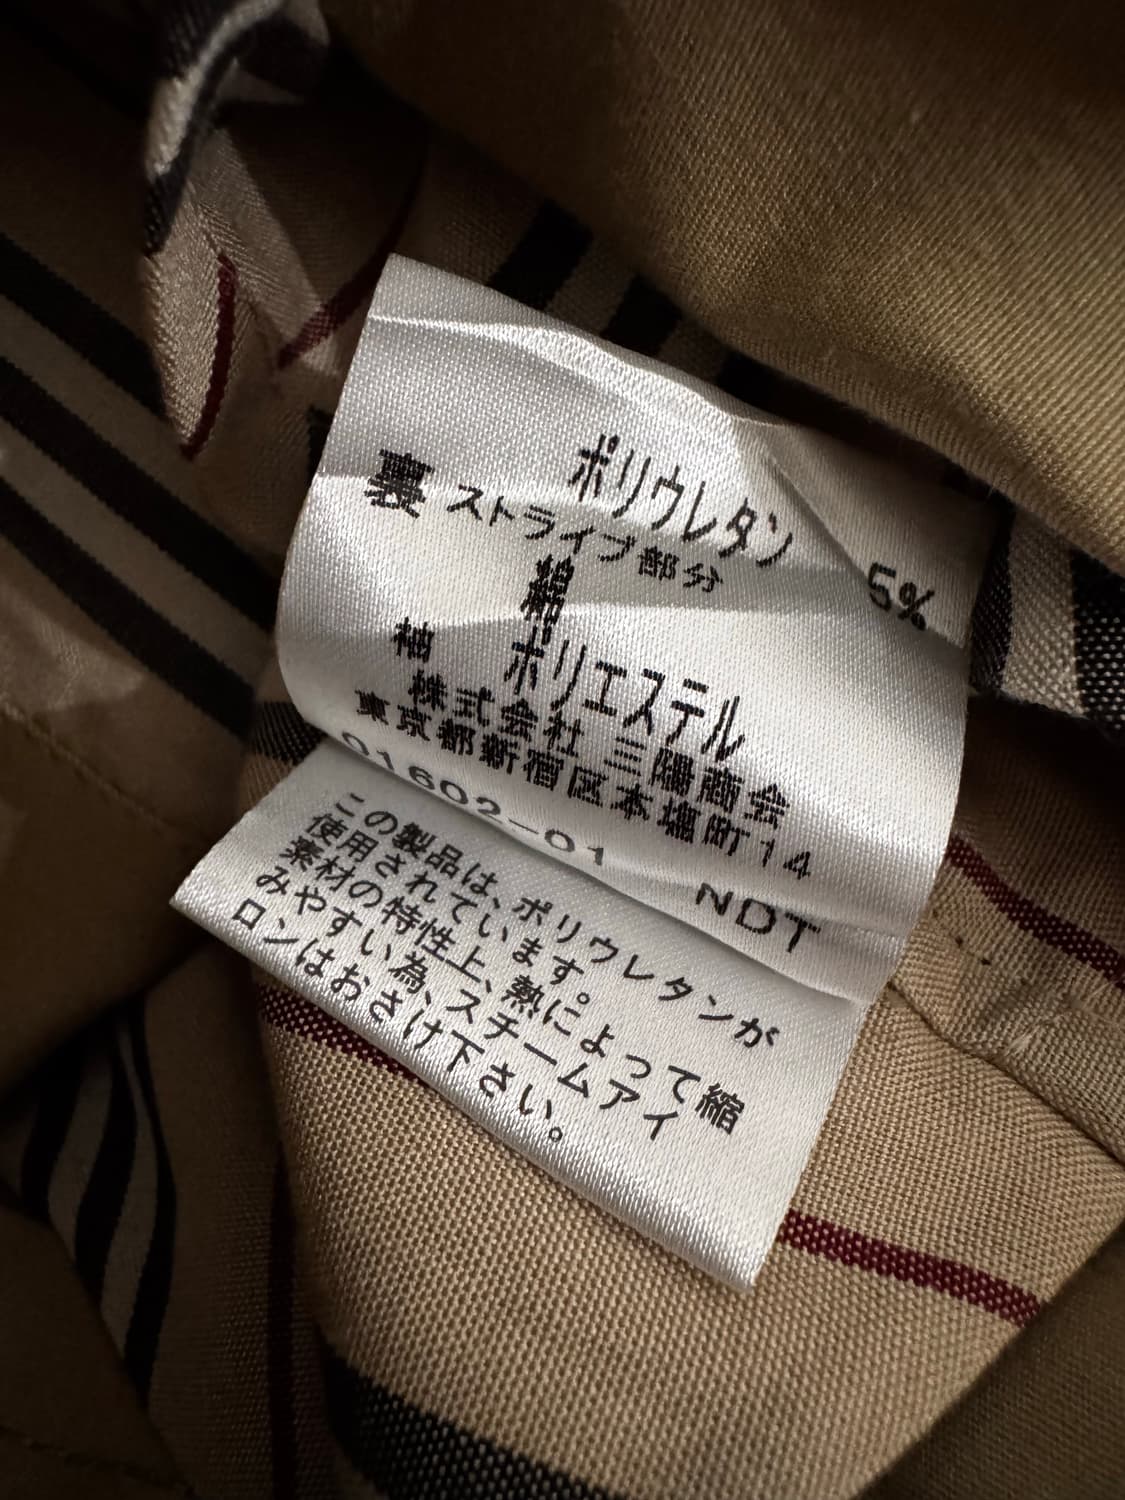 ポリウレタン 5%
裏 ストライプ部分
綿
袖 ポリエステル
株式会社 三陽商会
東京都新宿区本塩町14
01602-01 NDT
この製品は、ポリウレタンが
使用されています。
素材の特性上、熱によって縮
みやすい為、スチームアイ
ロンはおさけ下さい。